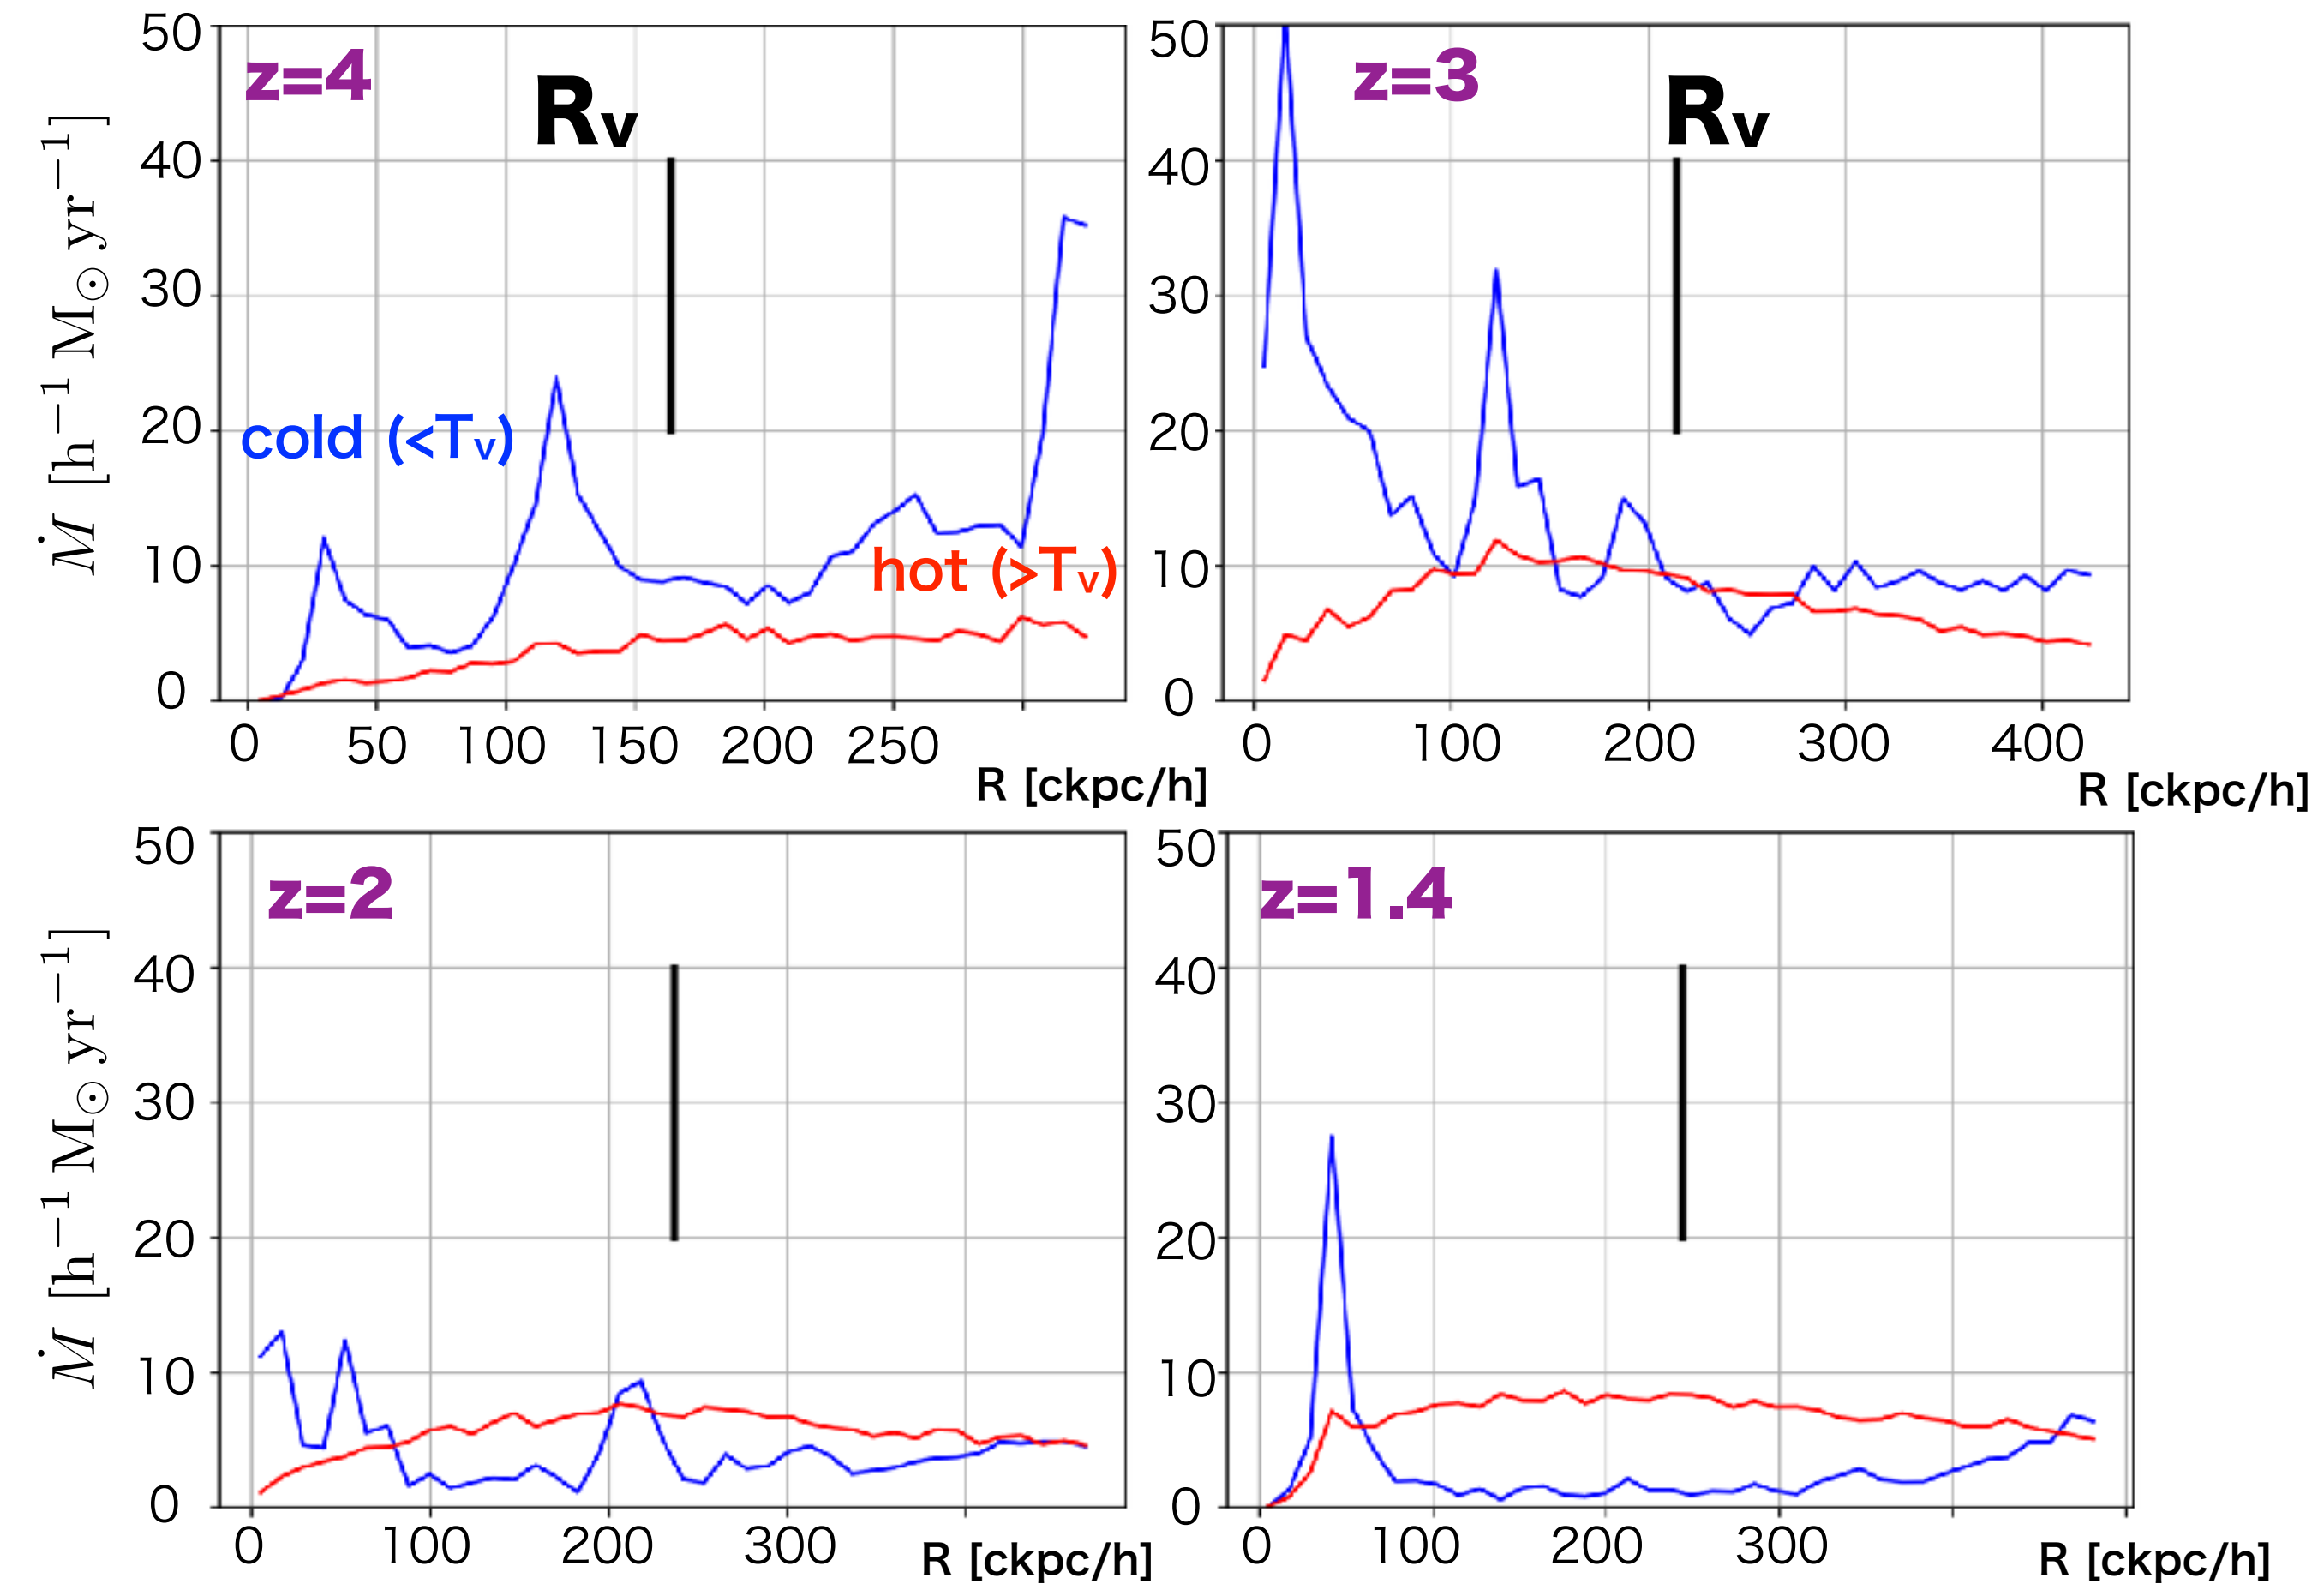 z=4
Rv
cold (<Tv)
hot (>Tv)
Ṁ [h⁻¹ M⊙ yr⁻¹]
50
40
30
20
10
0
0 50 100 150 200 250
R [ckpc/h]
z=3
Rv
50
40
30
20
10
0
0 100 200 300 400
R [ckpc/h]
z=2
Ṁ [h⁻¹ M⊙ yr⁻¹]
50
40
30
20
10
0
0 100 200 300
R [ckpc/h]
z=1.4
50
40
30
20
10
0
0 100 200 300
R [ckpc/h]